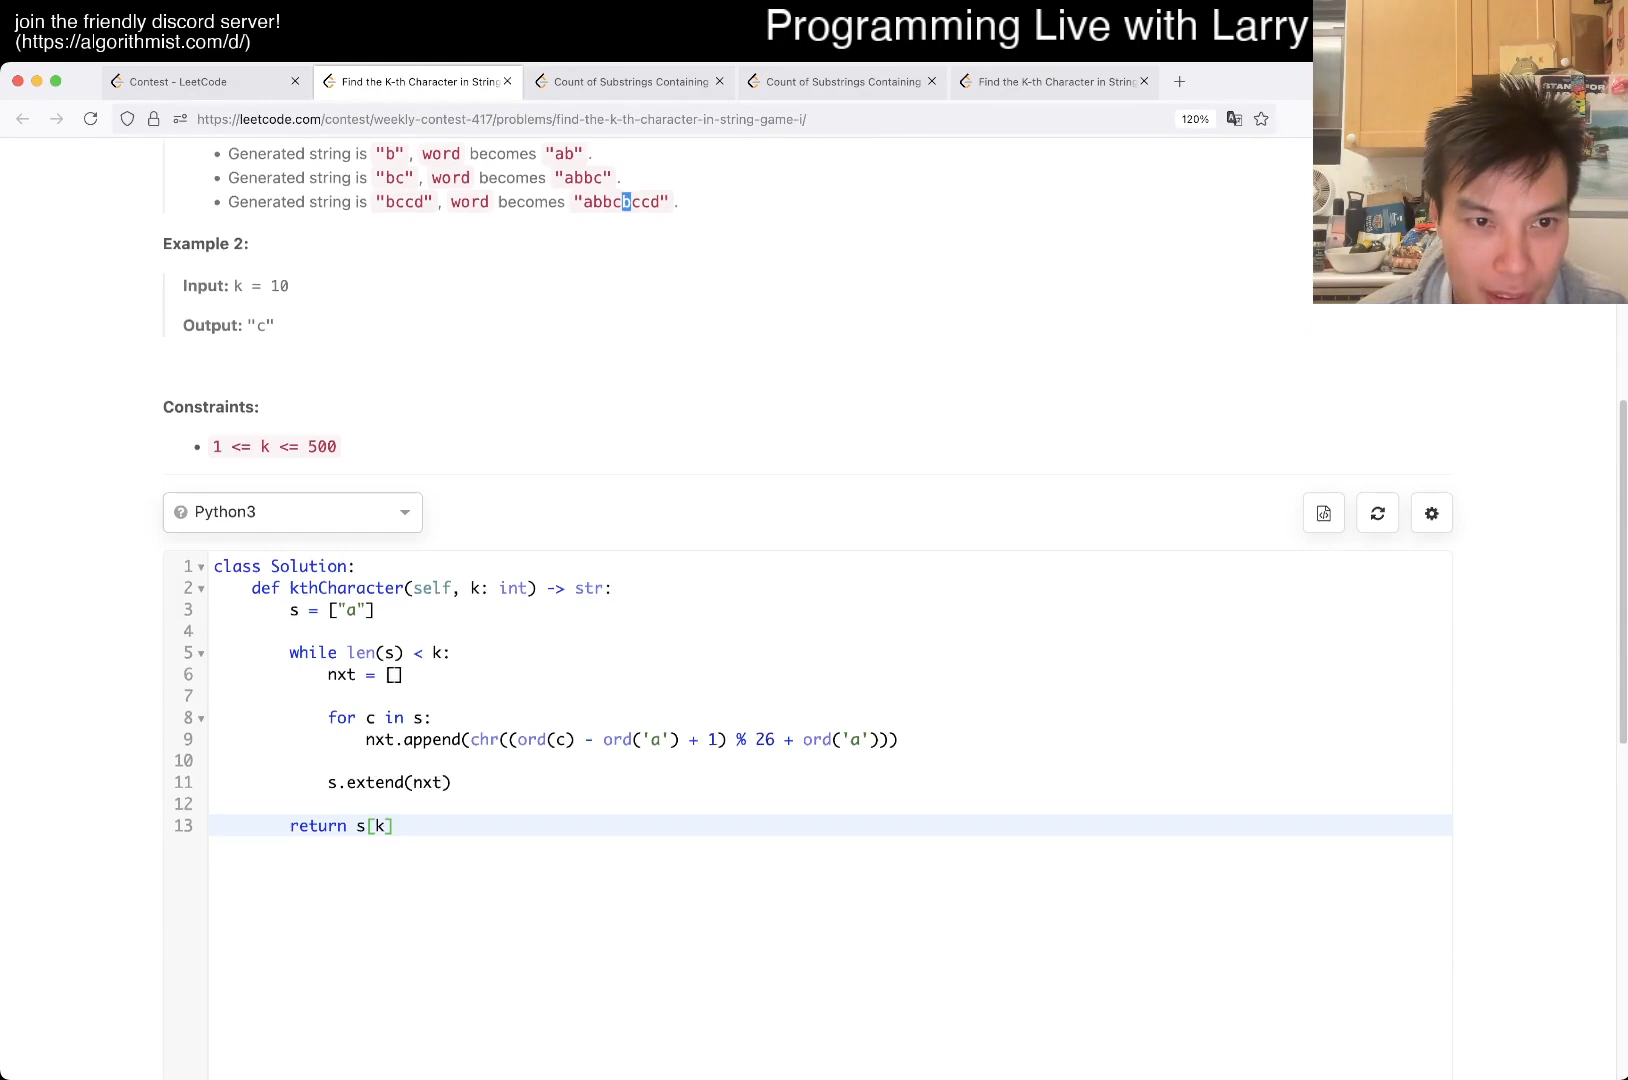 join the friendly discord server!
(https://algorithmist.com/d/)
Programming Live with Larry
Contest - LeetCode
Find the K-th Character in String
Count of Substrings Containing
Count of Substrings Containing
Find the K-th Character in String
https://leetcode.com/contest/weekly-contest-417/problems/find-the-k-th-character-in-string-game-i/
120%
• Generated string is "b", word becomes "ab".
• Generated string is "bc", word becomes "abbc".
• Generated string is "bccd", word becomes "abbcbccd".
Example 2:
Input: k = 10
Output: "c"
Constraints:
• 1 <= k <= 500
Python3
1 class Solution:
2 def kthCharacter(self, k: int) -> str:
3 s = ["a"]
4
5 while len(s) < k:
6 nxt = []
7
8 for c in s:
9 nxt.append(chr((ord(c) - ord('a') + 1) % 26 + ord('a')))
10
11 s.extend(nxt)
12
13 return s[k]